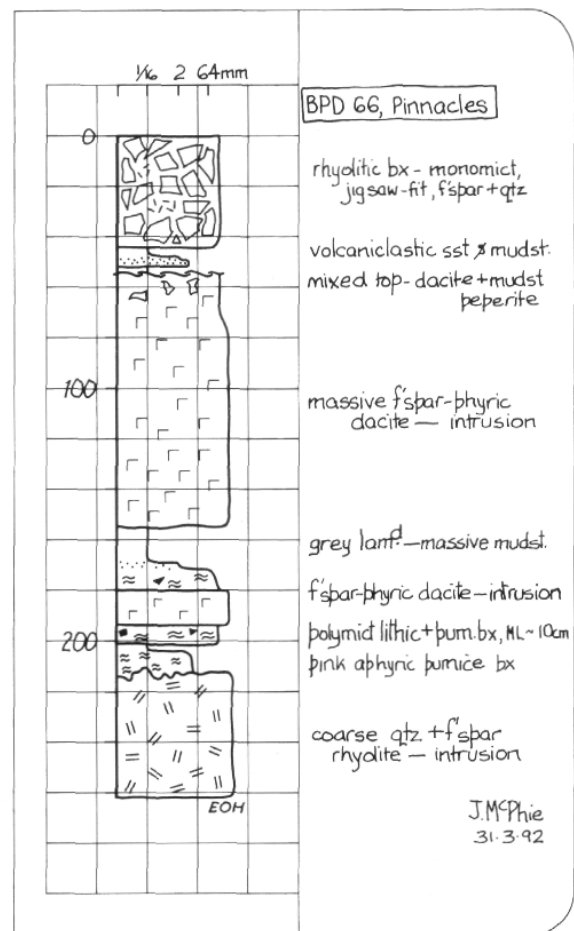 1/16 2 64mm
BPD 66, Pinnacles
0
rhyolitic bx - monomict,
jigsaw-fit, f'spar + qtz
volcaniclastic sst & mudst.
mixed top - dacite + mudst
peperite
100
massive f'spar-phyric
dacite — intrusion
grey lamd — massive mudst.
f'spar-phyric dacite — intrusion
200
polymict lithic + pum. bx, ML ~ 10cm
pink aphyric pumice bx
coarse qtz + f'spar
rhyolite — intrusion
EOH
J. McPhie
31·3·92